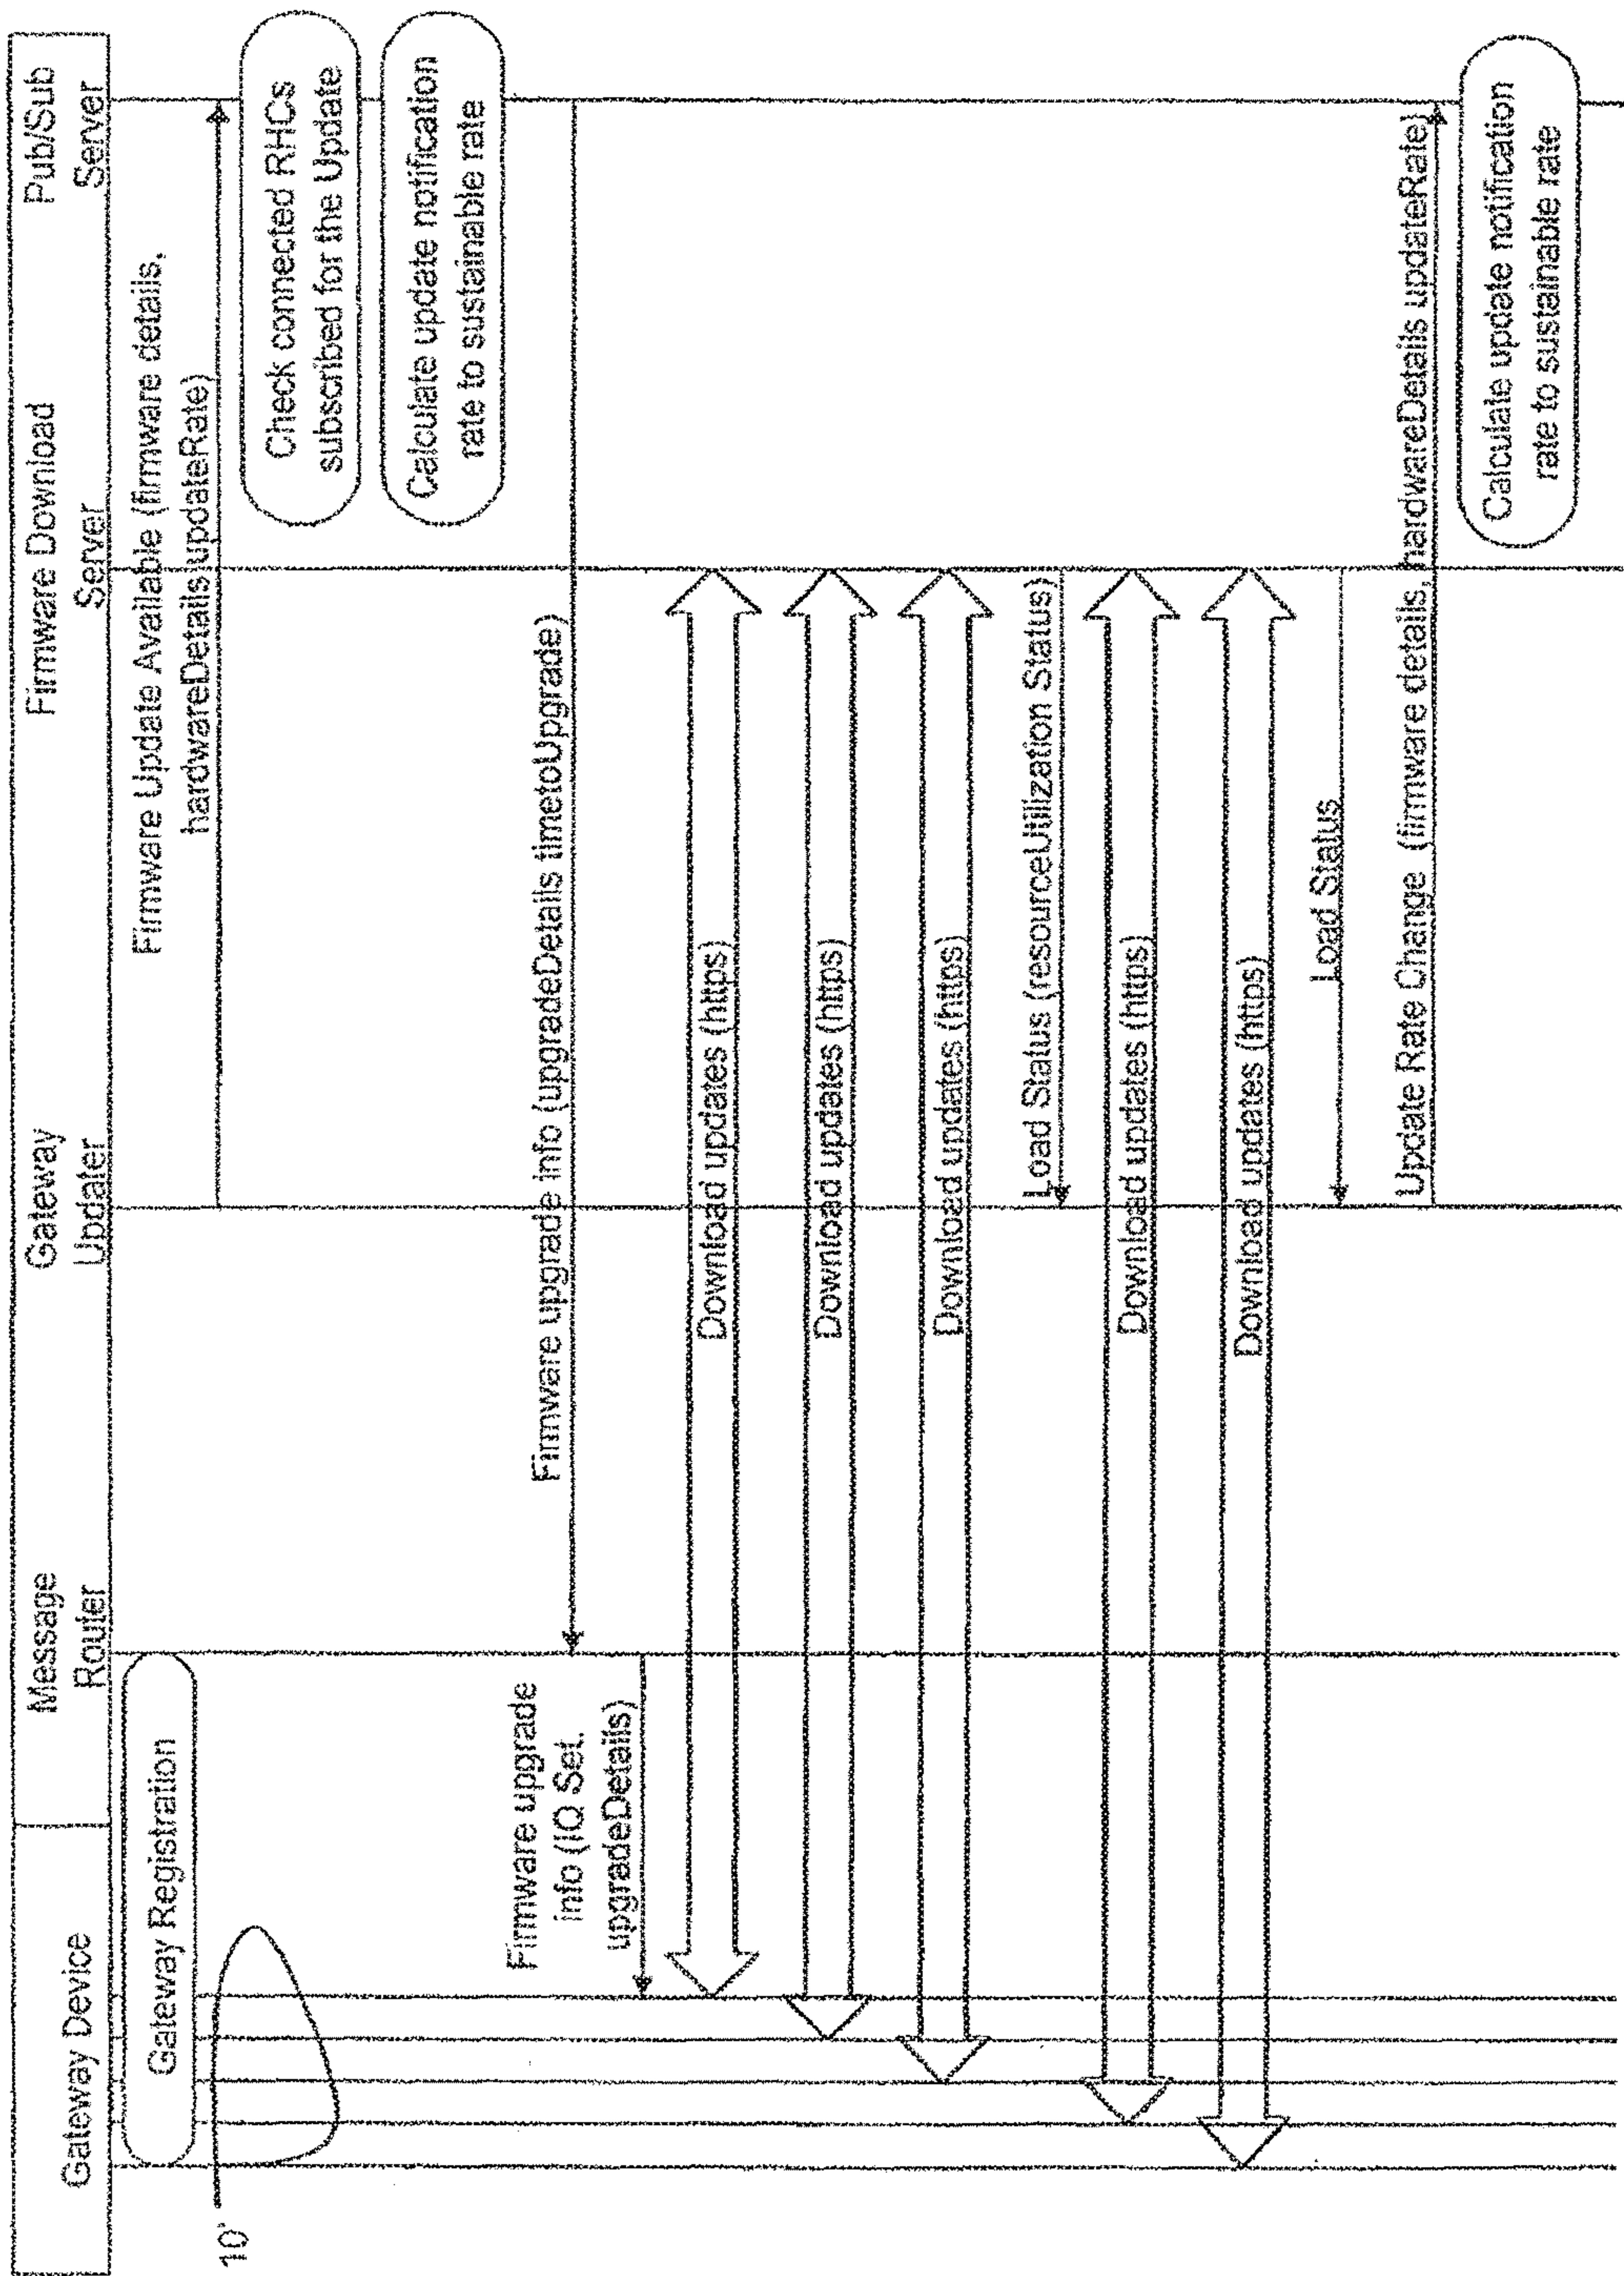 Gateway Device
Message
Router
Gateway
Updater
Firmware Download
Server
Pub/Sub
Server
Gateway Registration
10'
Firmware Update Available (firmware details,
hardwareDetails updateRate)
Check connected RHCs
subscribed for the Update
Calculate update notification
rate to sustainable rate
Firmware upgrade info (upgradeDetails timetoUpgrade)
Firmware upgrade
info (IQ Set.
upgradeDetails)
Download updates (https)
Download updates (https)
Download updates (https)
Load Status (resourceUtilization Status)
Download updates (https)
Download updates (https)
Load Status
Update Rate Change (firmware details, hardwareDetails updateRate)
Calculate update notification
rate to sustainable rate